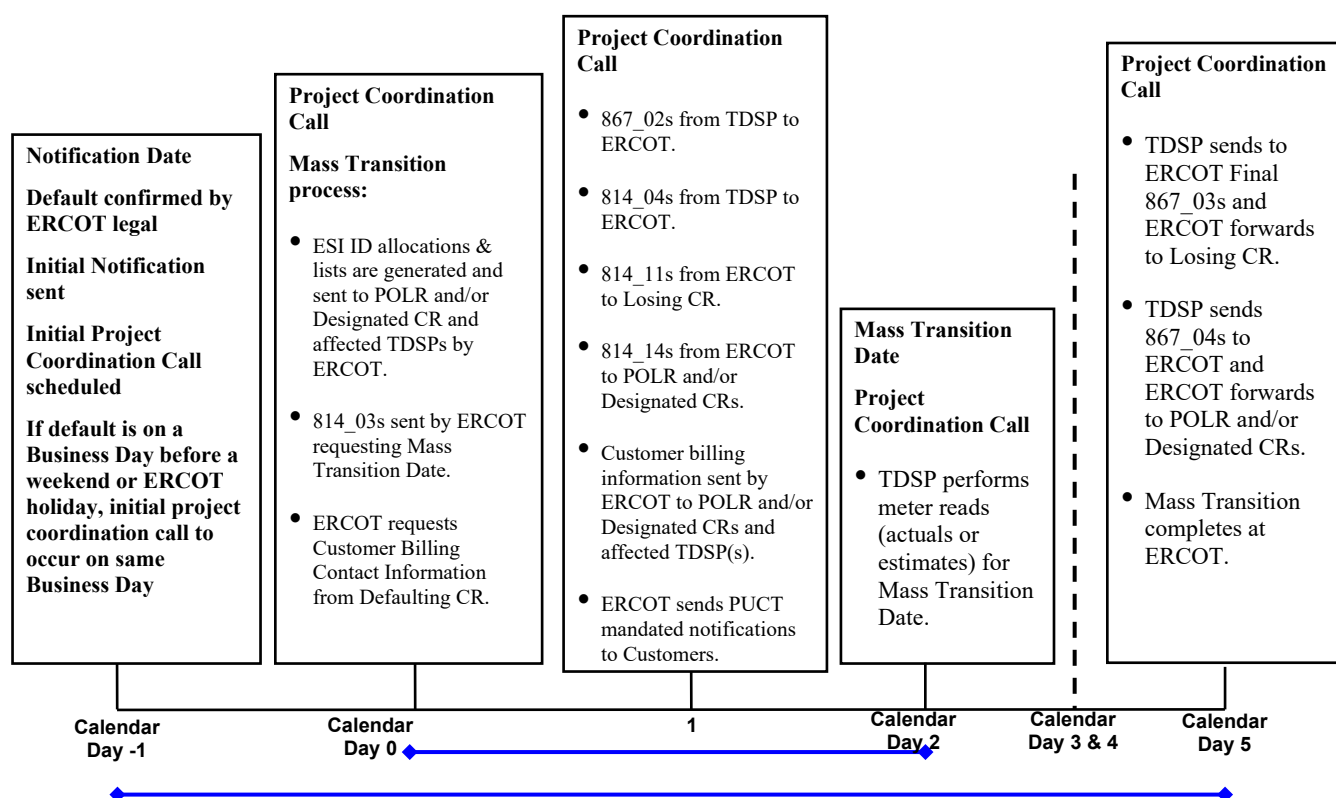 Notification Date
Default confirmed by
ERCOT legal
Initial Notification
sent
Initial Project
Coordination Call
scheduled
If default is on a
Business Day before a
weekend or ERCOT
holiday, initial project
coordination call to
occur on same
Business Day
Project Coordination
Call
Mass Transition
process:
• ESI ID allocations &
lists are generated and
sent to POLR and/or
Designated CR and
affected TDSPs by
ERCOT.
• 814_03s sent by ERCOT
requesting Mass
Transition Date.
• ERCOT requests
Customer Billing
Contact Information
from Defaulting CR.
Project Coordination
Call
• 867_02s from TDSP to
ERCOT.
• 814_04s from TDSP to
ERCOT.
• 814_11s from ERCOT
to Losing CR.
• 814_14s from ERCOT
to POLR and/or
Designated CRs.
• Customer billing
information sent by
ERCOT to POLR and/or
Designated CRs and
affected TDSP(s).
• ERCOT sends PUCT
mandated notifications
to Customers.
Mass Transition
Date
Project
Coordination Call
• TDSP performs
meter reads
(actuals or
estimates) for
Mass Transition
Date.
Project Coordination
Call
• TDSP sends to
ERCOT Final
867_03s and
ERCOT forwards
to Losing CR.
• TDSP sends
867_04s to
ERCOT and
ERCOT forwards
to POLR and/or
Designated CRs.
• Mass Transition
completes at
ERCOT.
Calendar
Day -1
Calendar
Day 0
1
Calendar
Day 2
Calendar
Day 3 & 4
Calendar
Day 5